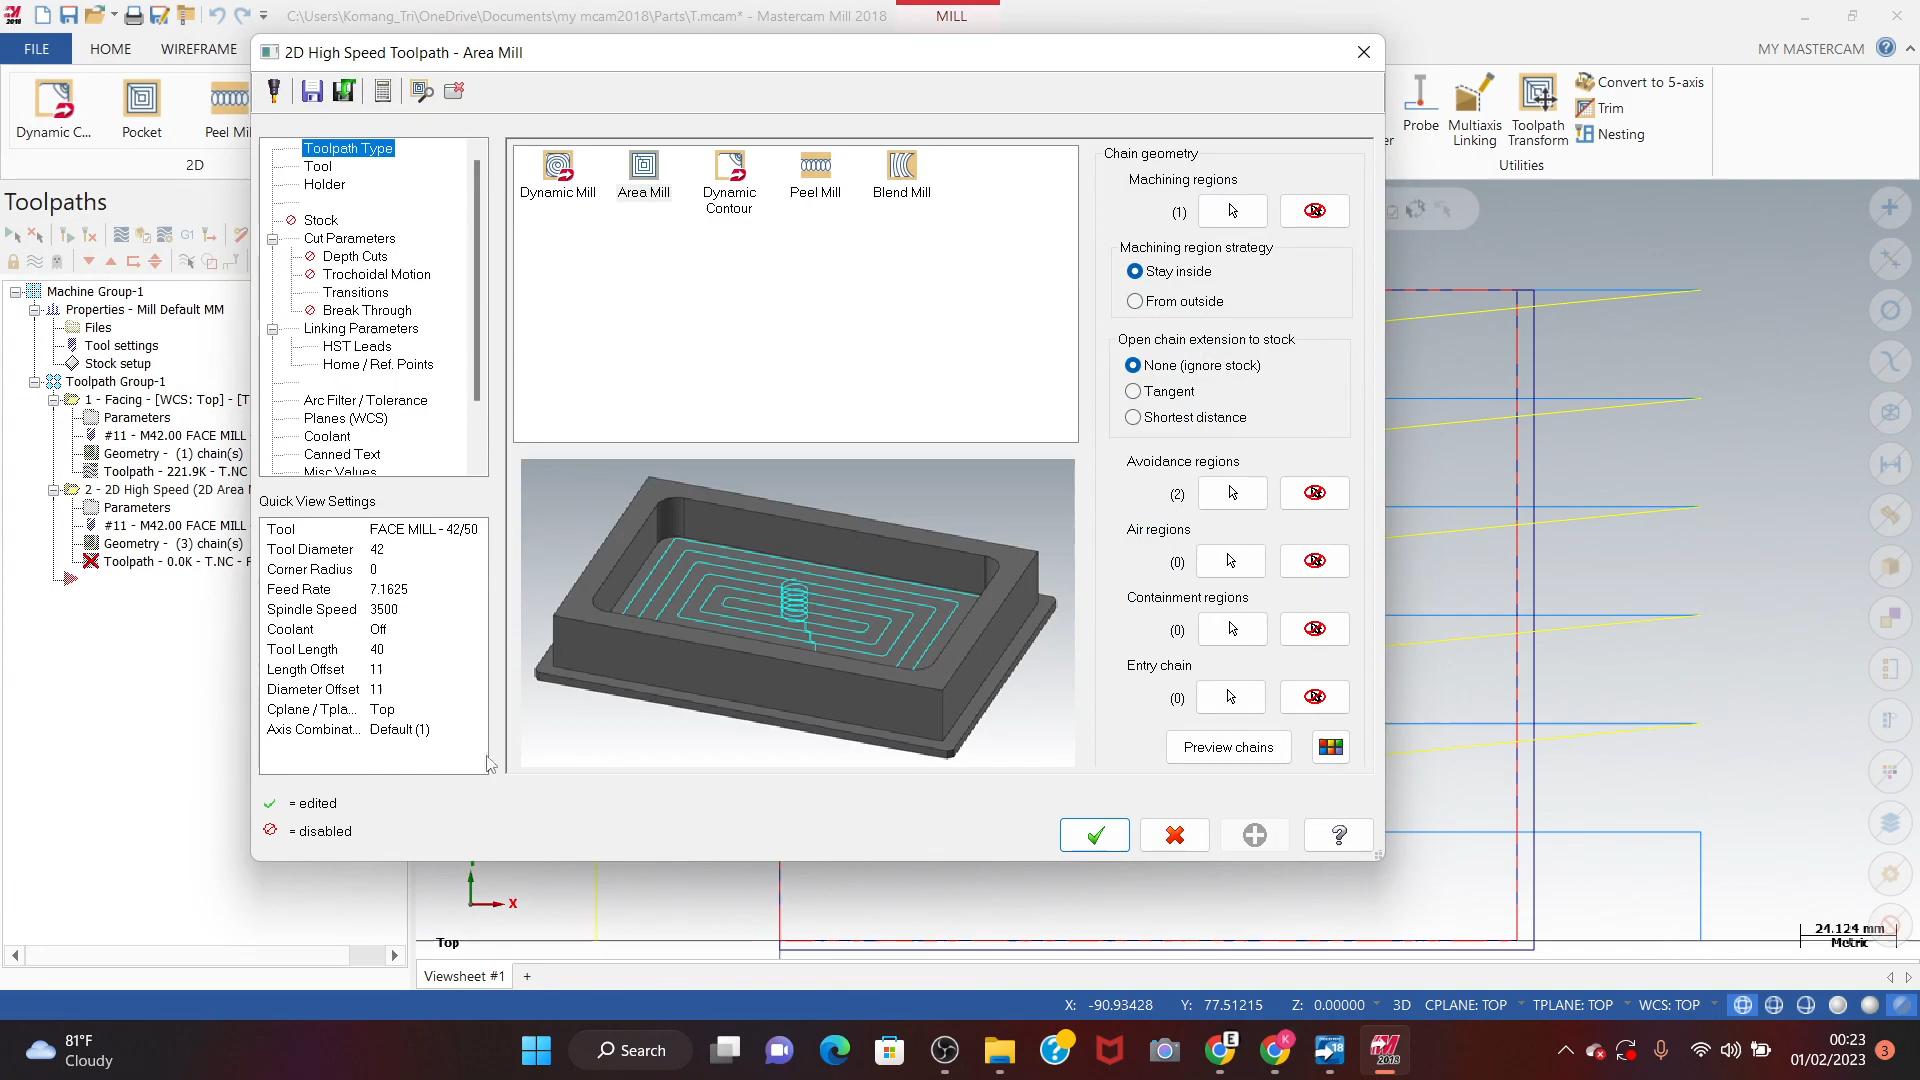 C:\Users\Komang_Tri\OneDrive\Documents\my mcam2018\Parts\T.mcam* - Mastercam Mill 2018
MILL
FILE
HOME
WIREFRAME
MY MASTERCAM
2D High Speed Toolpath - Area Mill
Dynamic C...
Pocket
Peel Mil
2D
Probe
Multiaxis
Linking
Toolpath
Transform
Convert to 5-axis
Trim
Nesting
Utilities
Toolpaths
Machine Group-1
Properties - Mill Default MM
Files
Tool settings
Stock setup
Toolpath Group-1
1 - Facing - [WCS: Top] - [T
Parameters
#11 - M42.00 FACE MILL
Geometry - (1) chain(s)
Toolpath - 221.9K - T.NC
2 - 2D High Speed (2D Area
Parameters
#11 - M42.00 FACE MILL
Geometry - (3) chain(s)
Toolpath - 0.0K - T.NC -
Toolpath Type
Tool
Holder
Stock
Cut Parameters
Depth Cuts
Trochoidal Motion
Transitions
Break Through
Linking Parameters
HST Leads
Home / Ref. Points
Arc Filter / Tolerance
Planes (WCS)
Coolant
Canned Text
Misc Values
Quick View Settings
Tool FACE MILL - 42/50
Tool Diameter 42
Corner Radius 0
Feed Rate 7.1625
Spindle Speed 3500
Coolant Off
Tool Length 40
Length Offset 11
Diameter Offset 11
Cplane / Tpla... Top
Axis Combinat... Default (1)
= edited
= disabled
Dynamic Mill
Area Mill
Dynamic
Contour
Peel Mill
Blend Mill
Chain geometry
Machining regions
(1)
Machining region strategy
Stay inside
From outside
Open chain extension to stock
None (ignore stock)
Tangent
Shortest distance
Avoidance regions
(2)
Air regions
(0)
Containment regions
(0)
Entry chain
(0)
Preview chains
X
Top
24.124 mm
Metric
Viewsheet #1 +
X: -90.93428 Y: 77.51215 Z: 0.00000 3D CPLANE: TOP TPLANE: TOP WCS: TOP
81°F
Cloudy
Search
00:23
01/02/2023
3